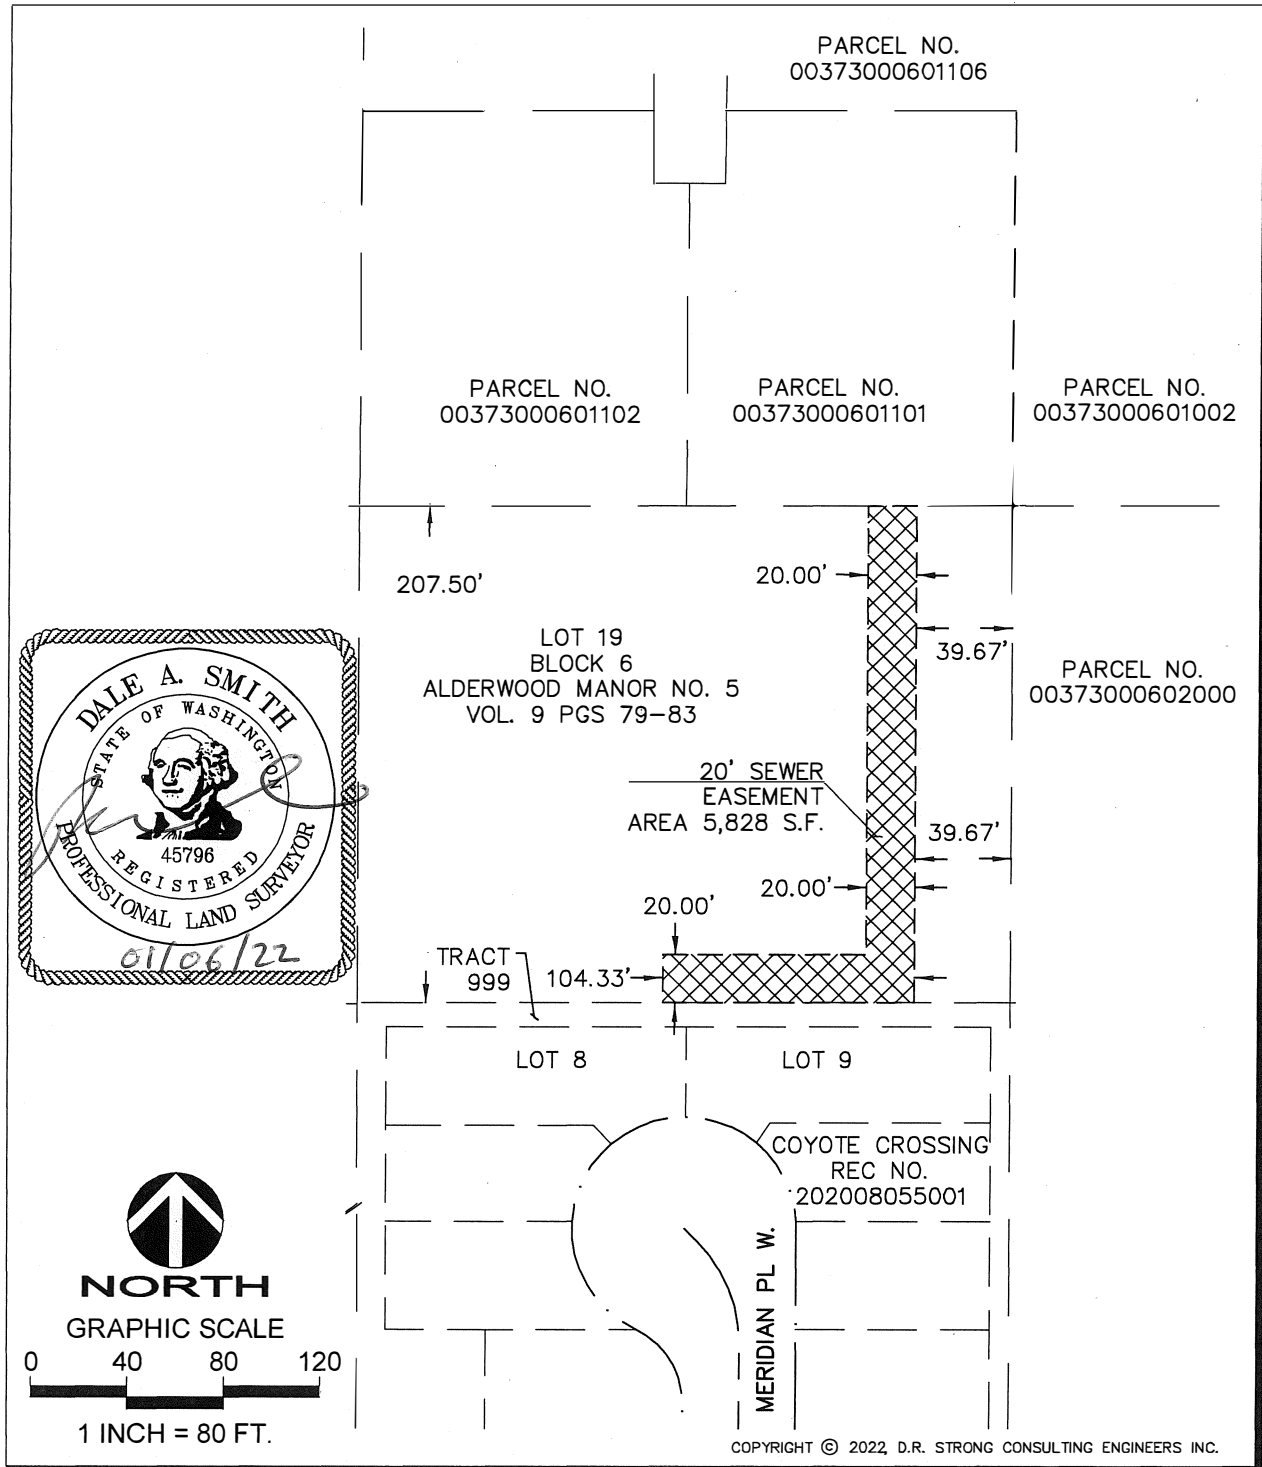 PARCEL NO.
00373000601106
PARCEL NO.
00373000601102
PARCEL NO.
00373000601101
PARCEL NO.
00373000601002
207.50'
20.00'
39.67'
LOT 19
BLOCK 6
ALDERWOOD MANOR NO. 5
VOL. 9 PGS 79-83
PARCEL NO.
00373000602000
DALE A. SMITH
STATE OF WASHINGTON
45796
REGISTERED
PROFESSIONAL LAND SURVEYOR
01/06/22
20' SEWER
EASEMENT
AREA 5,828 S.F.
39.67'
20.00'
20.00'
TRACT
999
104.33'
LOT 8
LOT 9
COYOTE CROSSING
REC NO.
202008055001
MERIDIAN PL W.
NORTH
GRAPHIC SCALE
0 40 80 120
1 INCH = 80 FT.
COPYRIGHT © 2022, D.R. STRONG CONSULTING ENGINEERS INC.